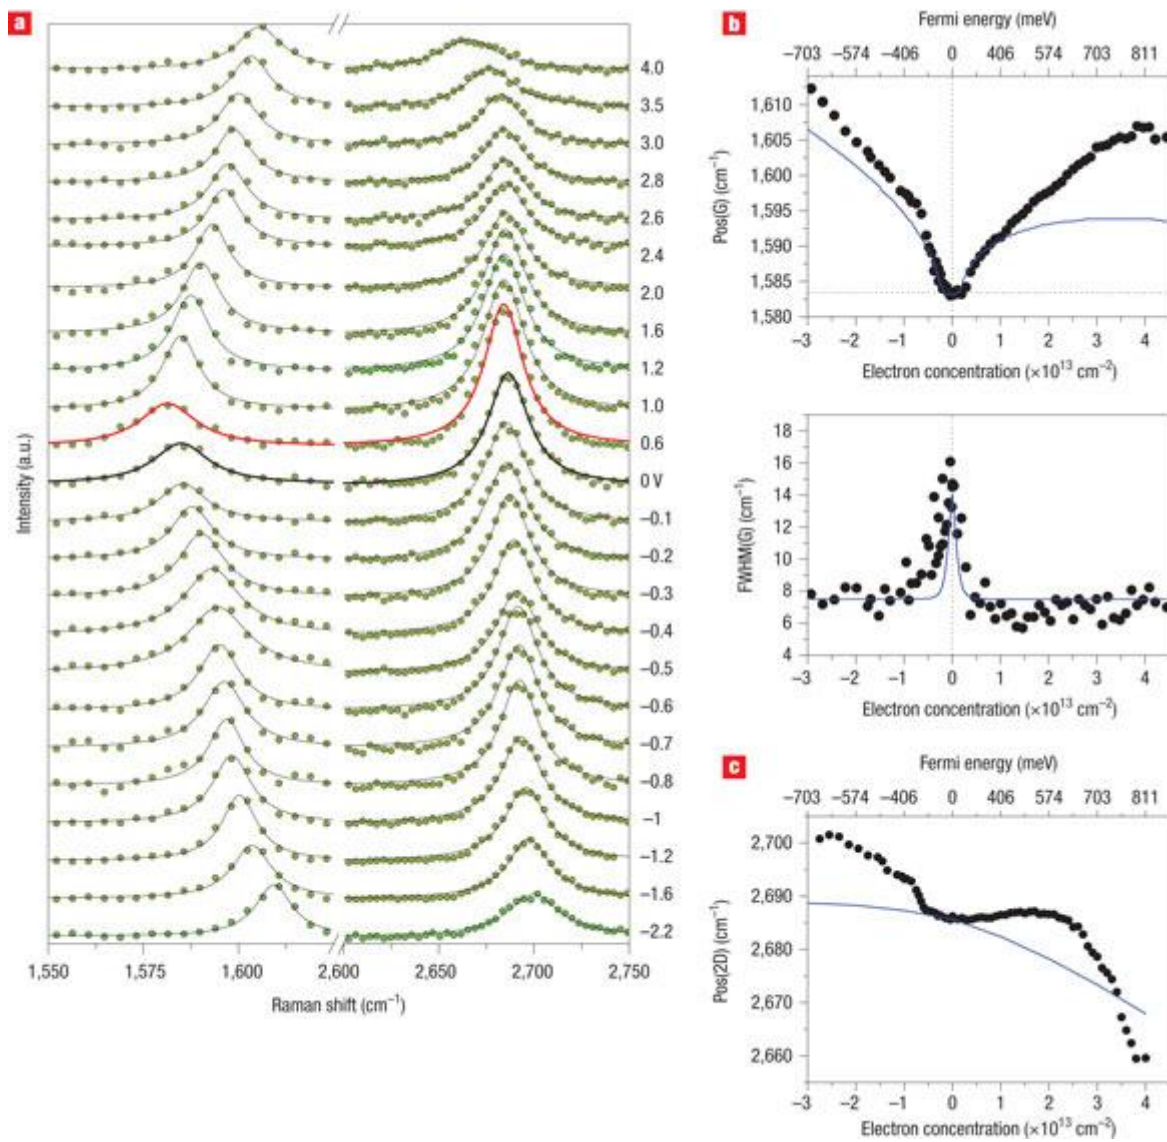 a
4.0
3.5
3.0
2.8
2.6
2.4
2.0
1.6
1.2
1.0
0.6
0 V
–0.1
–0.2
–0.3
–0.4
–0.5
–0.6
–0.7
–0.8
–1
–1.2
–1.6
–2.2
Intensity (a.u.)
1,550 1,575 1,600 2,600 2,650 2,700 2,750
Raman shift (cm⁻¹)
b
Fermi energy (meV)
–703 –574 –406 0 406 574 703 811
Pos(G) (cm⁻¹)
1,610
1,605
1,600
1,595
1,590
1,585
1,580
–3 –2 –1 0 1 2 3 4
Electron concentration (×10¹³ cm⁻²)
FWHM(G) (cm⁻¹)
18
16
14
12
10
8
6
4
–3 –2 –1 0 1 2 3 4
Electron concentration (×10¹³ cm⁻²)
c
Fermi energy (meV)
–703 –574 –406 0 406 574 703 811
Pos(2D) (cm⁻¹)
2,700
2,690
2,680
2,670
2,660
–3 –2 –1 0 1 2 3 4
Electron concentration (×10¹³ cm⁻²)